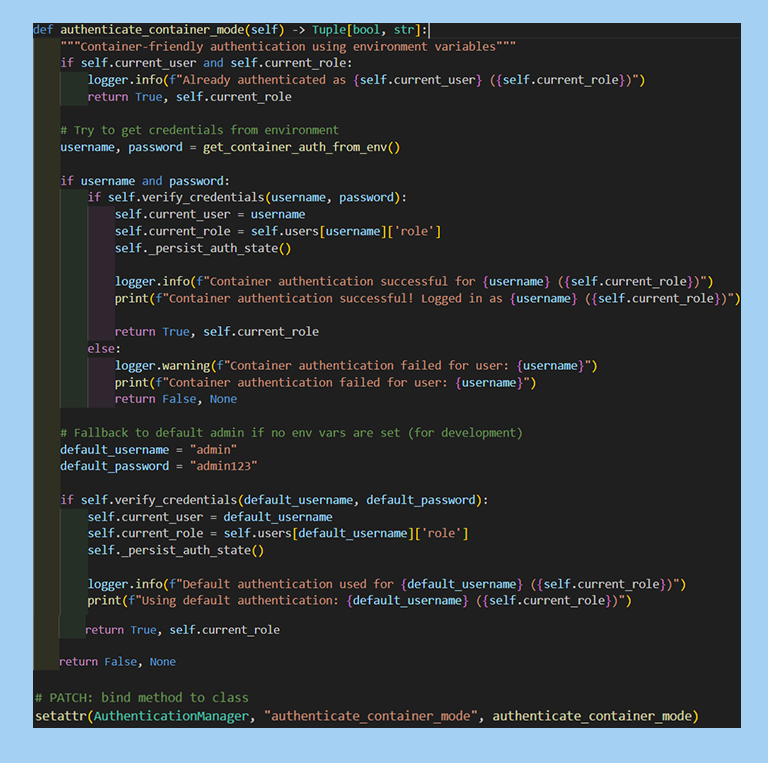 def authenticate_container_mode(self) -> Tuple[bool, str]:
    """Container-friendly authentication using environment variables"""
    if self.current_user and self.current_role:
        logger.info(f"Already authenticated as {self.current_user} ({self.current_role})")
        return True, self.current_role

    # Try to get credentials from environment
    username, password = get_container_auth_from_env()

    if username and password:
        if self.verify_credentials(username, password):
            self.current_user = username
            self.current_role = self.users[username]['role']
            self._persist_auth_state()

            logger.info(f"Container authentication successful for {username} ({self.current_role})")
            print(f"Container authentication successful! Logged in as {username} ({self.current_role})")

            return True, self.current_role
        else:
            logger.warning(f"Container authentication failed for user: {username}")
            print(f"Container authentication failed for user: {username}")
            return False, None

    # Fallback to default admin if no env vars are set (for development)
    default_username = "admin"
    default_password = "admin123"

    if self.verify_credentials(default_username, default_password):
        self.current_user = default_username
        self.current_role = self.users[default_username]['role']
        self._persist_auth_state()

        logger.info(f"Default authentication used for {default_username} ({self.current_role})")
        print(f"Using default authentication: {default_username} ({self.current_role})")

        return True, self.current_role

    return False, None

# PATCH: bind method to class
setattr(AuthenticationManager, "authenticate_container_mode", authenticate_container_mode)